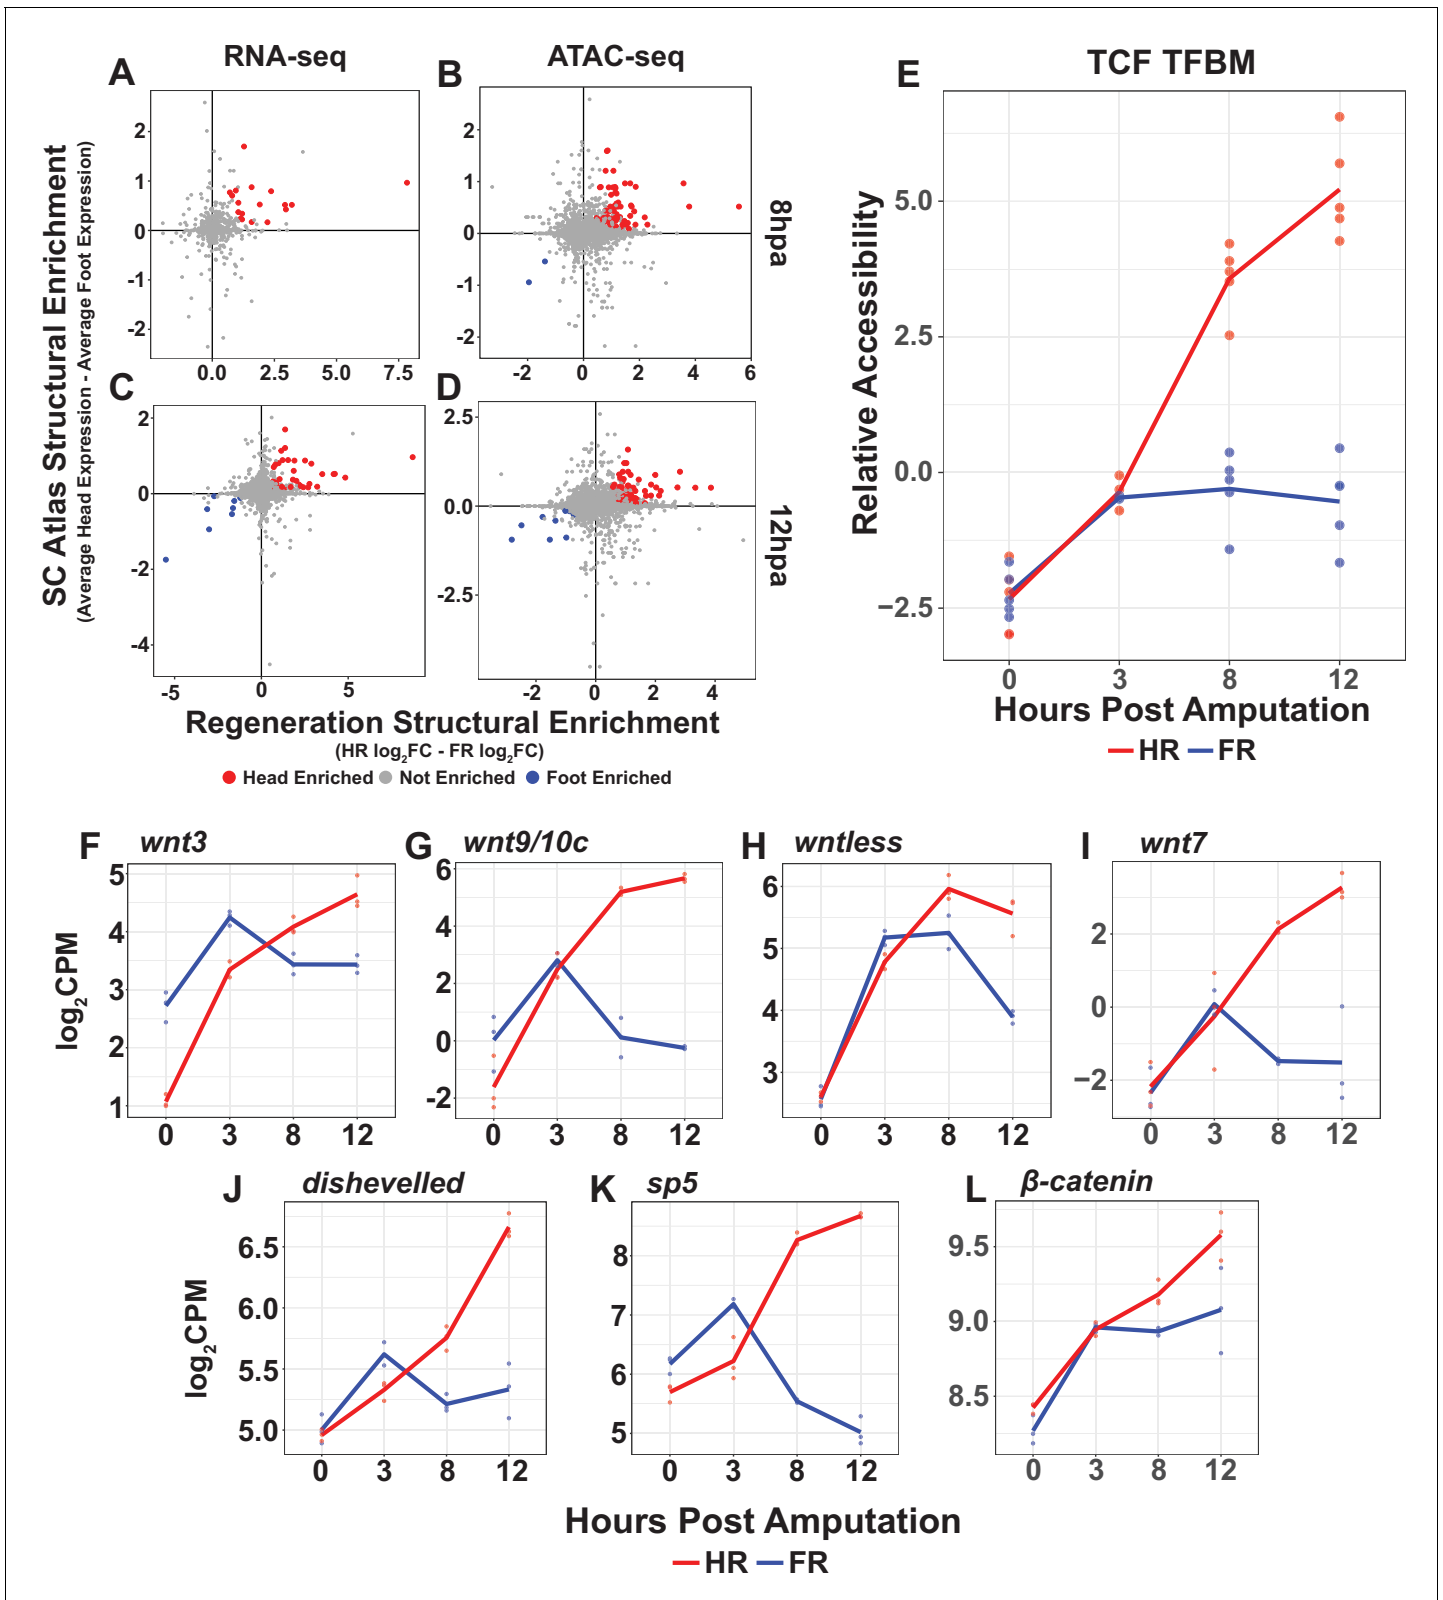 RNA-seq
ATAC-seq
A
B
2
1
0
-1
-2
0.0
2.5
5.0
7.5
2
1
0
-1
-2
-2
0
2
4
6
8hpa
C
D
2
0
-2
-4
-5
0
5
2.5
0.0
-2.5
-2
0
2
4
12hpa
SC Atlas Structural Enrichment
(Average Head Expression - Average Foot Expression)
Regeneration Structural Enrichment
(HR log₂FC - FR log₂FC)
Head Enriched Not Enriched Foot Enriched
E
TCF TFBM
Relative Accessibility
5.0
2.5
0.0
−2.5
0
3
8
12
Hours Post Amputation
HR FR
F
wnt3
log₂CPM
5
4
3
2
1
0
3
8
12
G
wnt9/10c
6
4
2
0
-2
0
3
8
12
H
wntless
6
5
4
3
0
3
8
12
I
wnt7
2
0
−2
0
3
8
12
J
dishevelled
log₂CPM
6.5
6.0
5.5
5.0
0
3
8
12
K
sp5
8
7
6
5
0
3
8
12
L
β-catenin
9.5
9.0
8.5
0
3
8
12
Hours Post Amputation
HR FR